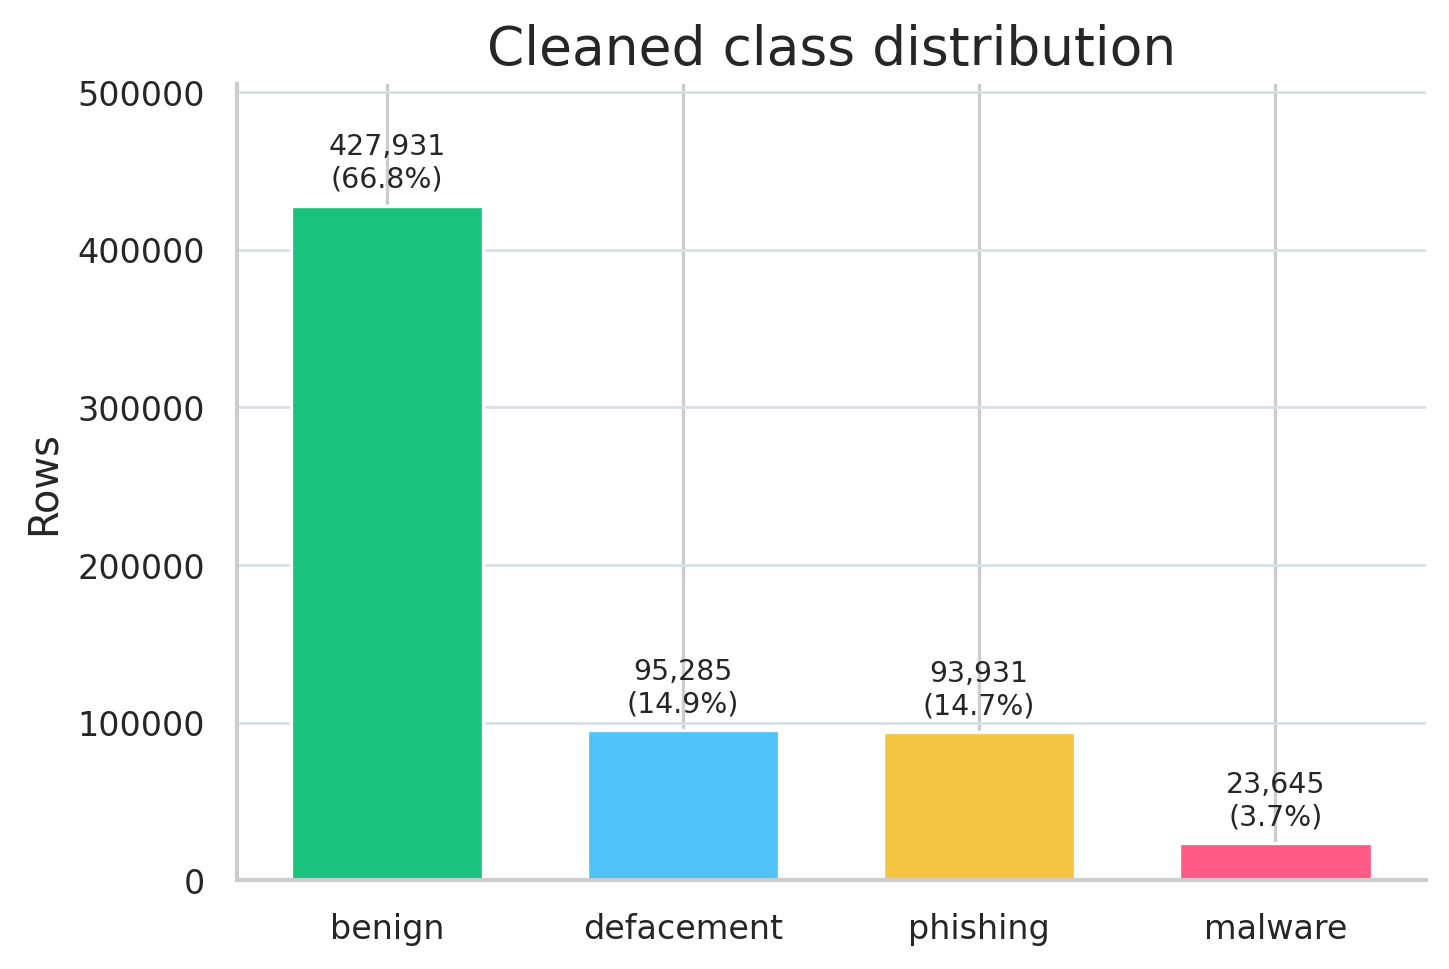 Cleaned class distribution
500000
400000
300000
200000
100000
0
Rows
427,931
(66.8%)
95,285
(14.9%)
93,931
(14.7%)
23,645
(3.7%)
benign
defacement
phishing
malware